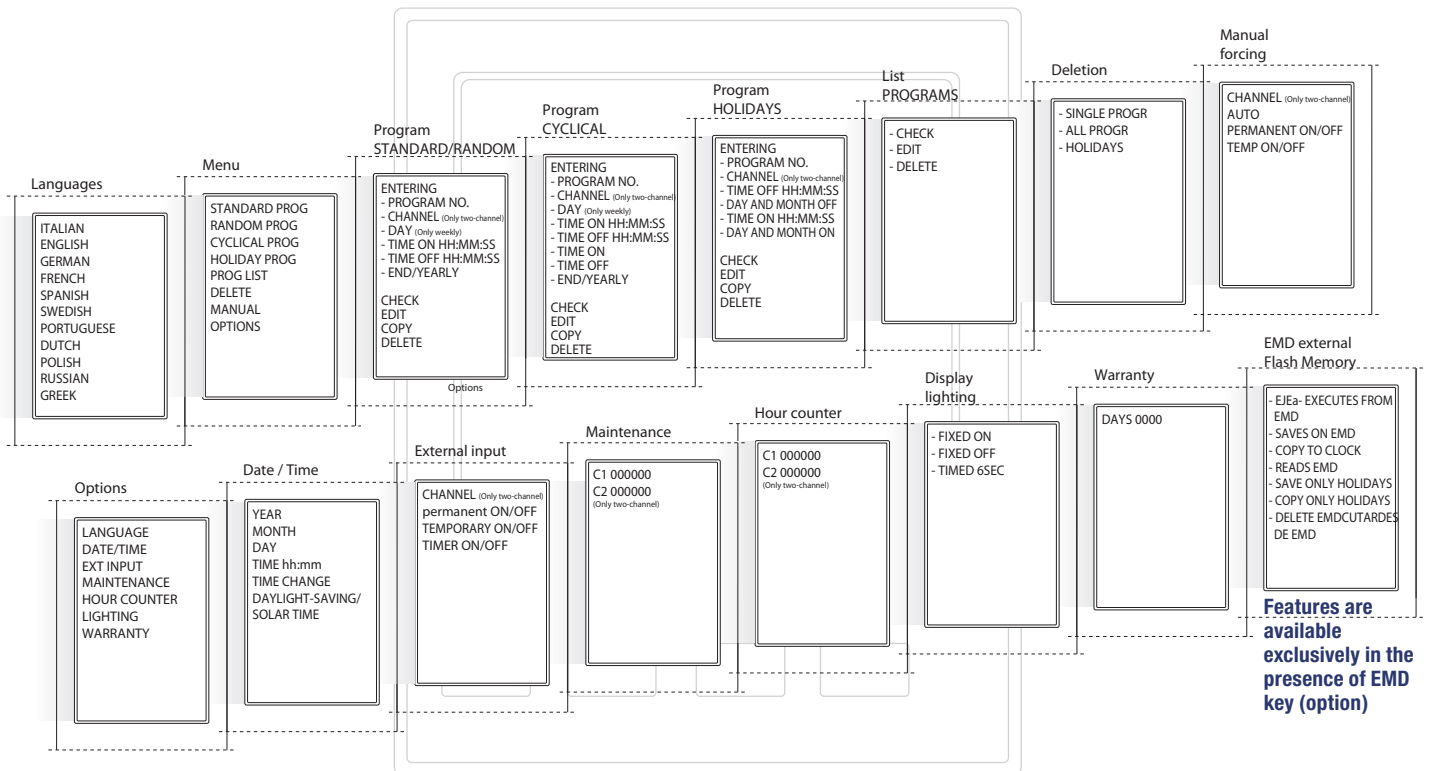 Languages
ITALIAN
ENGLISH
GERMAN
FRENCH
SPANISH
SWEDISH
PORTUGUESE
DUTCH
POLISH
RUSSIAN
GREEK
Menu
STANDARD PROG
RANDOM PROG
CYCLICAL PROG
HOLIDAY PROG
PROG LIST
DELETE
MANUAL
OPTIONS
Program
STANDARD/RANDOM
ENTERING
- PROGRAM NO.
- CHANNEL (Only two-channel)
- DAY (Only weekly)
- TIME ON HH:MM:SS
- TIME OFF HH:MM:SS
- END/YEARLY
CHECK
EDIT
COPY
DELETE
Options
Program
CYCLICAL
ENTERING
- PROGRAM NO.
- CHANNEL (Only two-channel)
- DAY (Only weekly)
- TIME ON HH:MM:SS
- TIME OFF HH:MM:SS
- TIME ON
- TIME OFF
- END/YEARLY
CHECK
EDIT
COPY
DELETE
Program
HOLIDAYS
ENTERING
- PROGRAM NO.
- CHANNEL (Only two-channel)
- TIME OFF HH:MM:SS
- DAY AND MONTH OFF
- TIME ON HH:MM:SS
- DAY AND MONTH ON
CHECK
EDIT
COPY
DELETE
List
PROGRAMS
- CHECK
- EDIT
- DELETE
Deletion
- SINGLE PROGR
- ALL PROGR
- HOLIDAYS
Manual
forcing
CHANNEL (Only two-channel)
AUTO
PERMANENT ON/OFF
TEMP ON/OFF
Options
LANGUAGE
DATE/TIME
EXT INPUT
MAINTENANCE
HOUR COUNTER
LIGHTING
WARRANTY
Date / Time
YEAR
MONTH
DAY
TIME hh:mm
TIME CHANGE
DAYLIGHT-SAVING/
SOLAR TIME
External input
CHANNEL (Only two-channel)
permanent ON/OFF
TEMPORARY ON/OFF
TIMER ON/OFF
Maintenance
C1 000000
C2 000000
(Only two-channel)
Hour counter
C1 000000
C2 000000
(Only two-channel)
Display
lighting
- FIXED ON
- FIXED OFF
- TIMED 6SEC
Warranty
DAYS 0000
EMD external
Flash Memory
- EJEa- EXECUTES FROM
EMD
- SAVES ON EMD
- COPY TO CLOCK
- READS EMD
- SAVE ONLY HOLIDAYS
- COPY ONLY HOLIDAYS
- DELETE EMDCUTARDES
DE EMD
Features are
available
exclusively in the
presence of EMD
key (option)